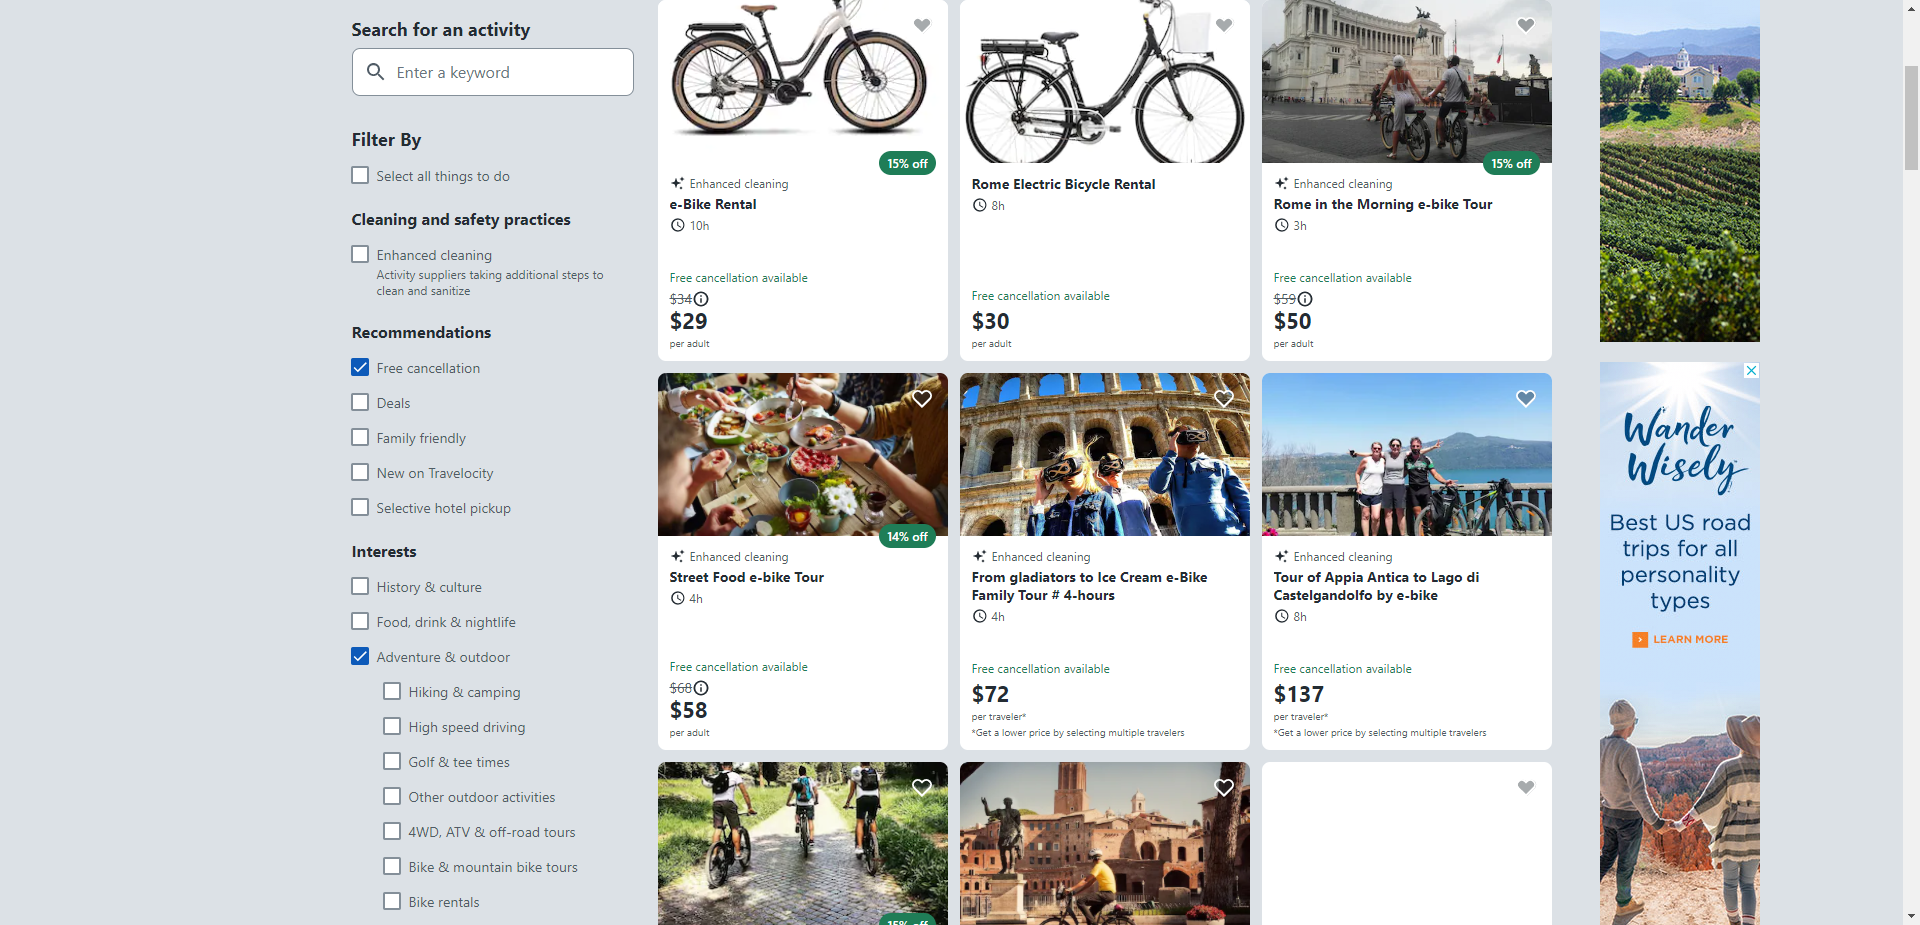 Search for an activity
Enter a keyword
Filter By
Select all things to do
Cleaning and safety practices
Enhanced cleaning
Activity suppliers taking additional steps to
clean and sanitize
Recommendations
Free cancellation
Deals
Family friendly
New on Travelocity
Selective hotel pickup
Interests
History & culture
Food, drink & nightlife
Adventure & outdoor
Hiking & camping
High speed driving
Golf & tee times
Other outdoor activities
4WD, ATV & off-road tours
Bike & mountain bike tours
Bike rentals
15% off
Enhanced cleaning
e-Bike Rental
10h
Free cancellation available
$34
$29
per adult
Rome Electric Bicycle Rental
8h
Free cancellation available
$30
per adult
15% off
Enhanced cleaning
Rome in the Morning e-bike Tour
3h
Free cancellation available
$59
$50
per adult
14% off
Enhanced cleaning
Street Food e-bike Tour
4h
Free cancellation available
$68
$58
per adult
Enhanced cleaning
From gladiators to Ice Cream e-Bike
Family Tour # 4-hours
4h
Free cancellation available
$72
per traveler*
*Get a lower price by selecting multiple travelers
Enhanced cleaning
Tour of Appia Antica to Lago di
Castelgandolfo by e-bike
8h
Free cancellation available
$137
per traveler*
*Get a lower price by selecting multiple travelers
15% off
Wander
Wisely
Best US road
trips for all
personality
types
LEARN MORE